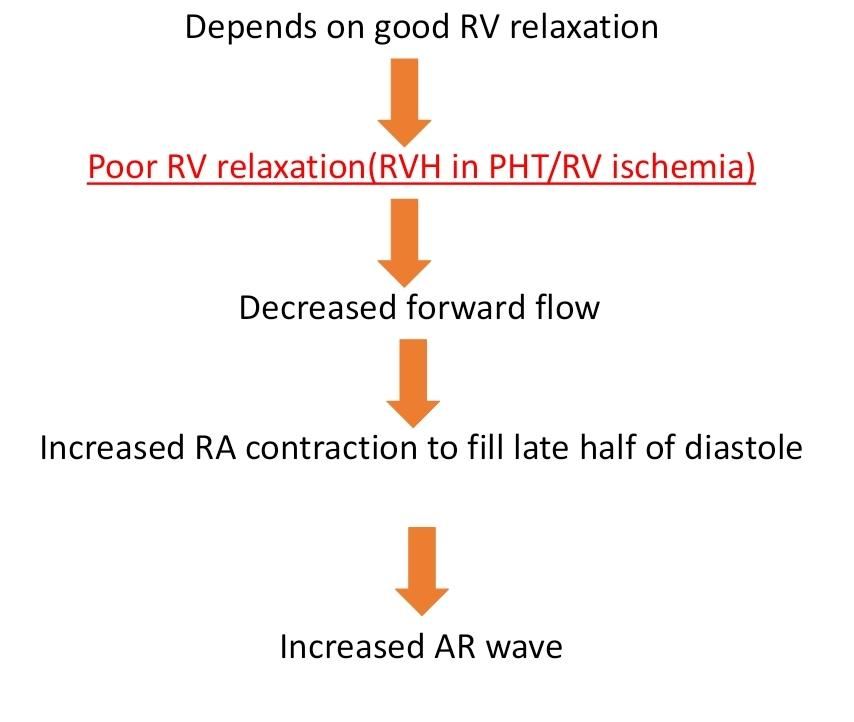 Depends on good RV relaxation
Poor RV relaxation(RVH in PHT/RV ischemia)
Decreased forward flow
Increased RA contraction to fill late half of diastole
Increased AR wave